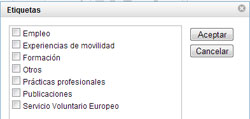 Etiquetas
Empleo
Experiencias de movilidad
Formación
Otros
Prácticas profesionales
Publicaciones
Servicio Voluntario Europeo
Aceptar
Cancelar